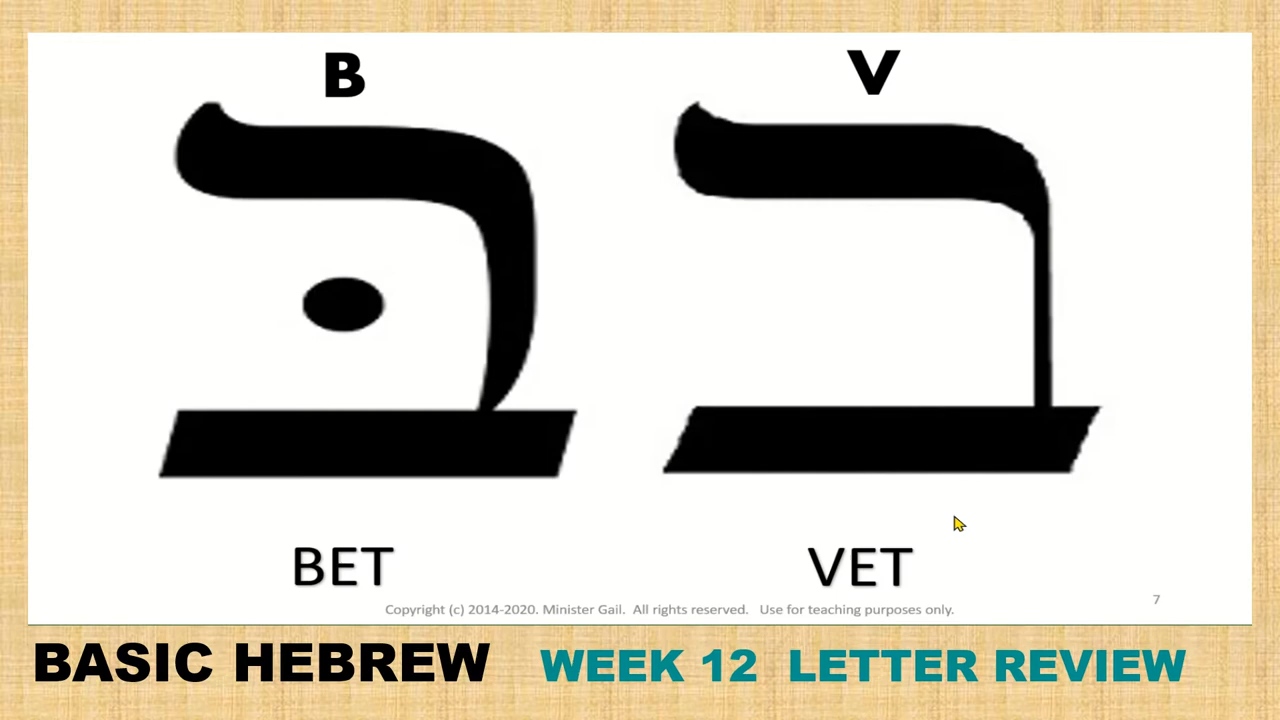 B V
בּ ב
BET VET
Copyright (c) 2014-2020. Minister Gail. All rights reserved. Use for teaching purposes only.
7
BASIC HEBREW WEEK 12 LETTER REVIEW